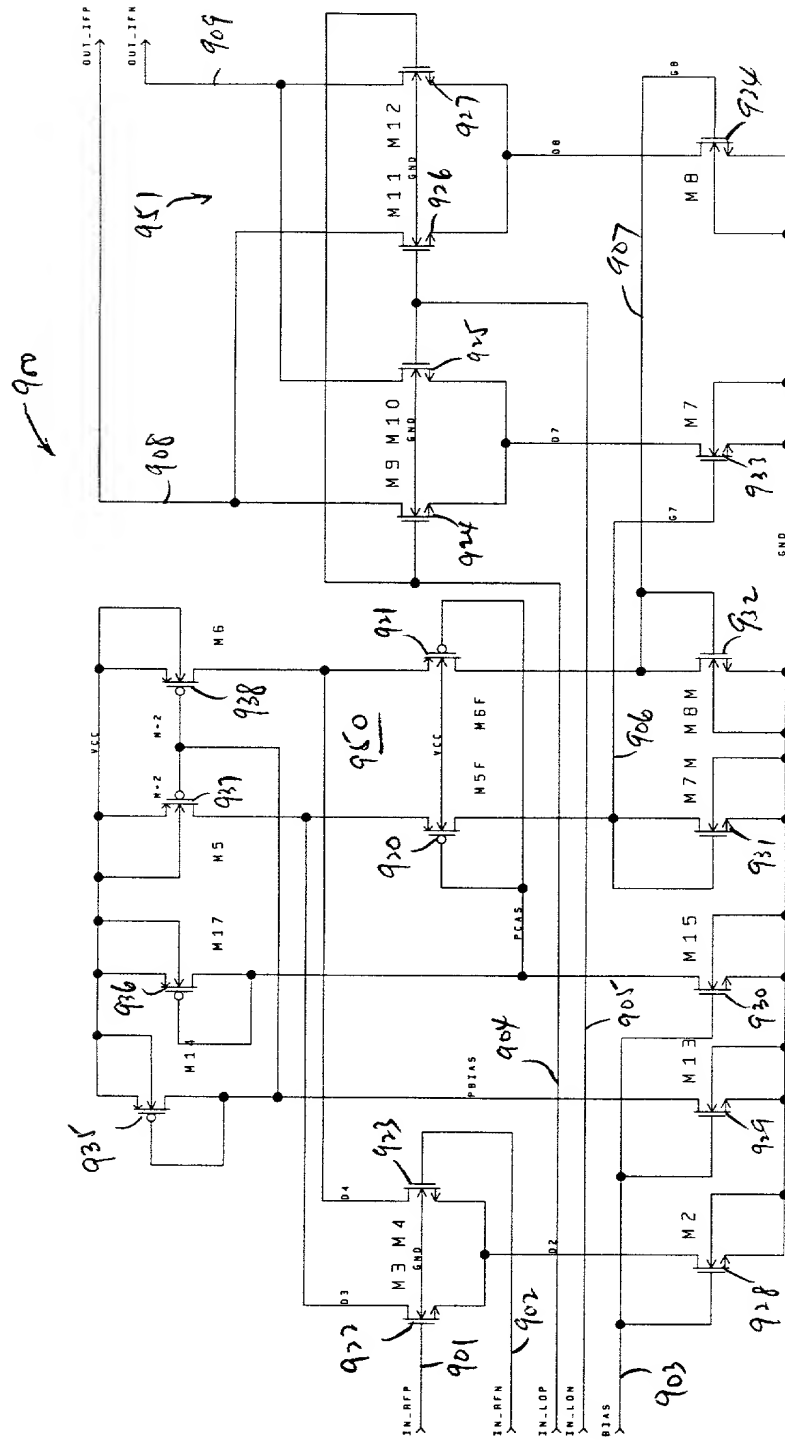 900
OUT_IFP
OUT_IFN
908
909
951
VCC
M14
M17
M5
M=2
M=2
M6
935
936
937
938
M9
M10
GND
M11
M12
GND
924
925
926
927
950
D3
D4
M3
M4
GND
922
923
920
921
M5F
VCC
M6F
PBIAS
PCAS
D2
D7
D8
IN_RFP
901
IN_RFN
902
IN_LOP
904
IN_LON
905
BIAS
903
906
907
G7
G8
M2
M13
M15
M7M
M8M
M7
M8
928
929
930
931
932
933
934
GND